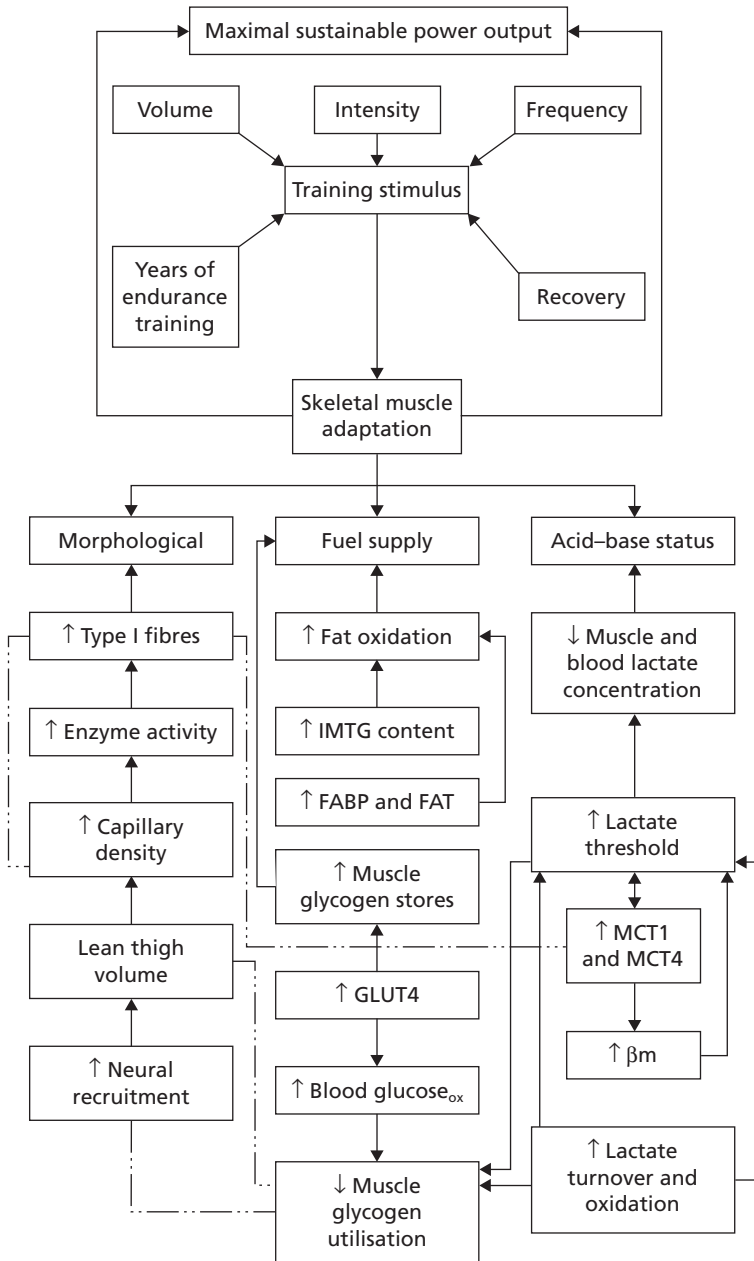 Maximal sustainable power output
Volume
Intensity
Frequency
Training stimulus
Years of
endurance
training
Recovery
Skeletal muscle
adaptation
Morphological
Fuel supply
Acid–base status
↑ Type I fibres
↑ Fat oxidation
↓ Muscle and
blood lactate
concentration
↑ Enzyme activity
↑ IMTG content
↑ FABP and FAT
↑ Capillary
density
↑ Lactate
threshold
↑ Muscle
glycogen stores
Lean thigh
volume
↑ MCT1
and MCT4
↑ GLUT4
↑ βm
↑ Neural
recruitment
↑ Blood glucoseₒₓ
↑ Lactate
turnover and
oxidation
↓ Muscle
glycogen
utilisation